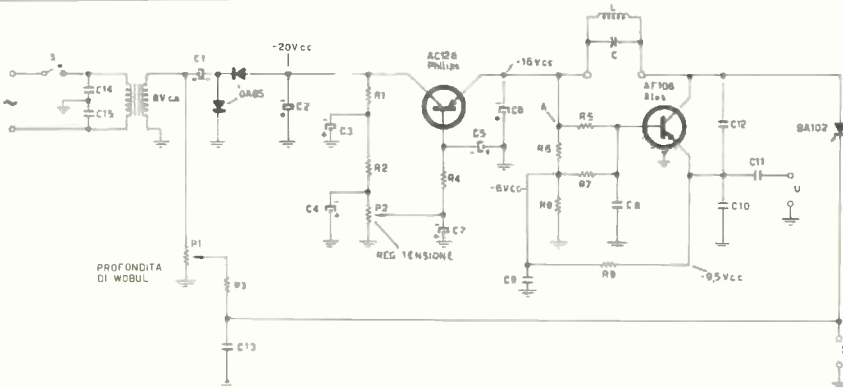 L
S
C1
-20Vcc
AC128
Philips
-16Vcc
C
AF106
Ates
C14
8V ca
OA85
C2
R1
C6
A
R5
C12
BA102
C15
C3
C5
R6
C11
R2
R4
-6Vcc
R7
U
C4
P2
R8
C8
C10
C7
P1
REG TENSIONE
PROFONDITA
DI WOBUL
R3
C9
R9
-9,5Vcc
C13